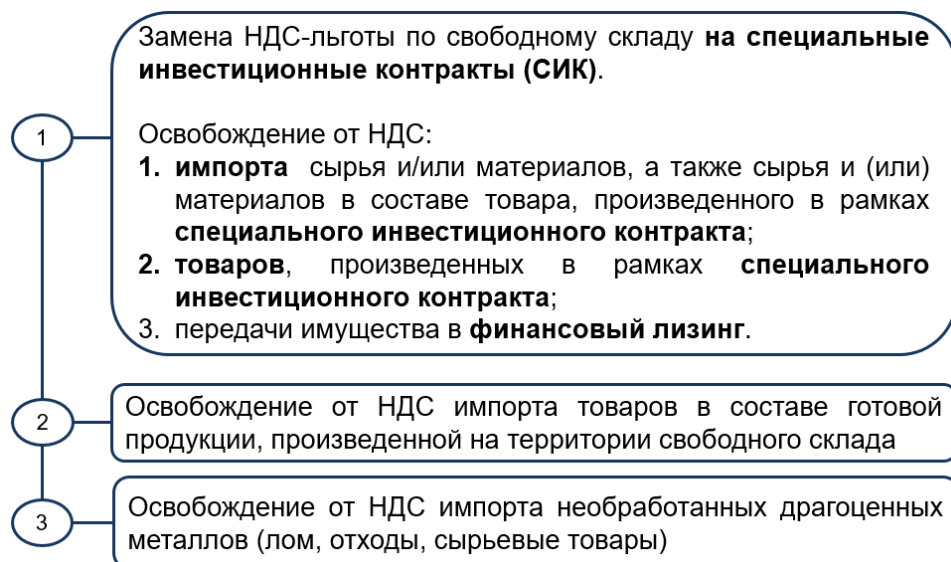 Замена НДС-льготы по свободному складу на специальные
инвестиционные контракты (СИК).
1
Освобождение от НДС:
1. импорта сырья и/или материалов, а также сырья и (или)
материалов в составе товара, произведенного в рамках
специального инвестиционного контракта;
2. товаров, произведенных в рамках специального
инвестиционного контракта;
3. передачи имущества в финансовый лизинг.
2
Освобождение от НДС импорта товаров в составе готовой
продукции, произведенной на территории свободного склада
3
Освобождение от НДС импорта необработанных драгоценных
металлов (лом, отходы, сырьевые товары)